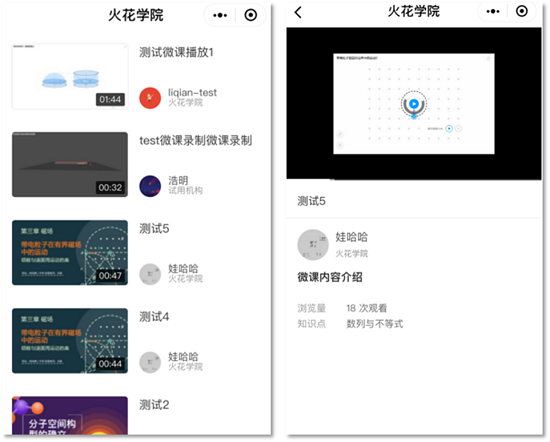 火花学院
测试微课播放1
01:44
liqian-test
火花学院
test微课录制微课录制
00:32
浩明
试用机构
测试5
第三章 磁场
带电粒子在有界磁场
中的运动
00:47
娃哈哈
火花学院
测试4
第三章 磁场
带电粒子在有界磁场
中的运动
00:44
娃哈哈
火花学院
测试2
分子空间构
型的建立
火花学院
测试5
娃哈哈
火花学院
微课内容介绍
浏览量 18 次观看
知识点 数列与不等式